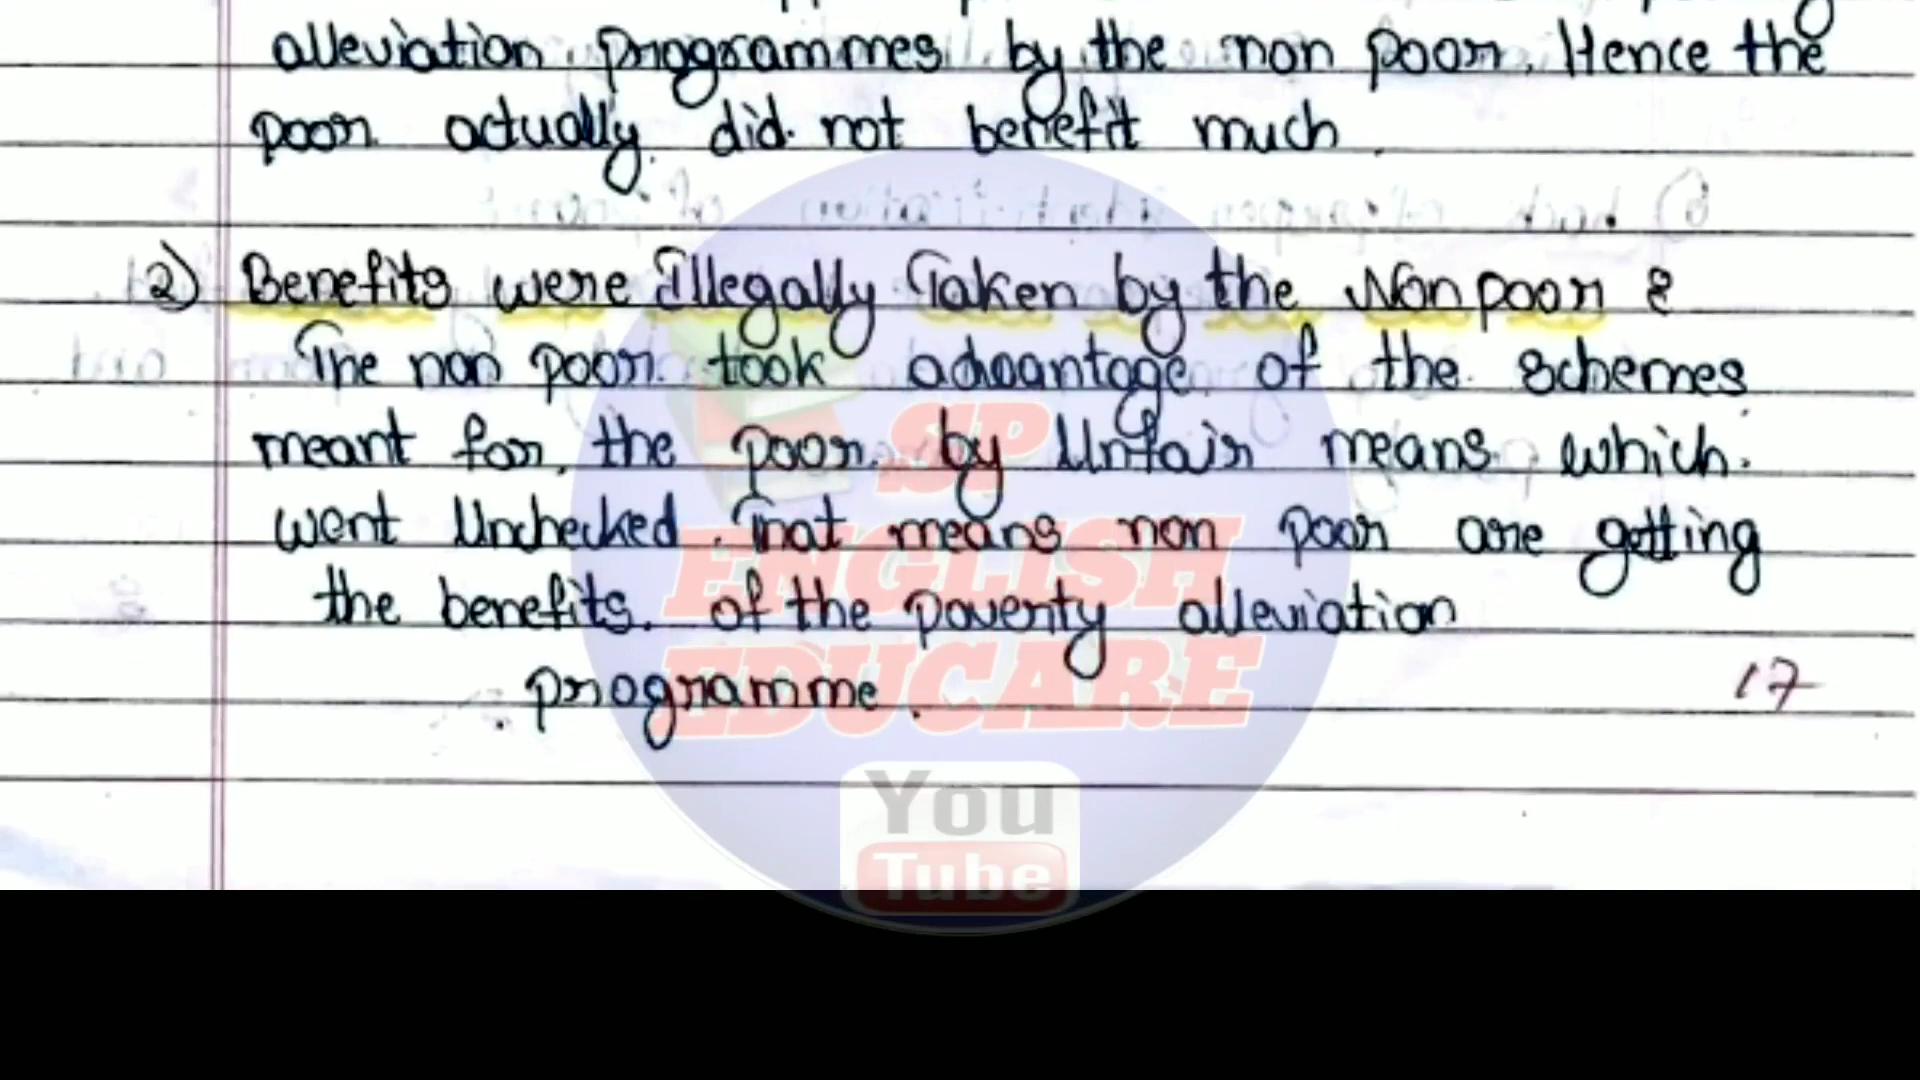 alleviation programmes by the non poor. Hence the
poor actually did not benefit much.
2) Benefits were Illegally Taken by the Non poor :
The non poor took advantage of the schemes
meant for the poor by Unfair means, which
went Unchecked. That means non poor are getting
the benefits of the poverty alleviation
programme.
17
SP
ENGLISH
EDUCARE
You
Tube